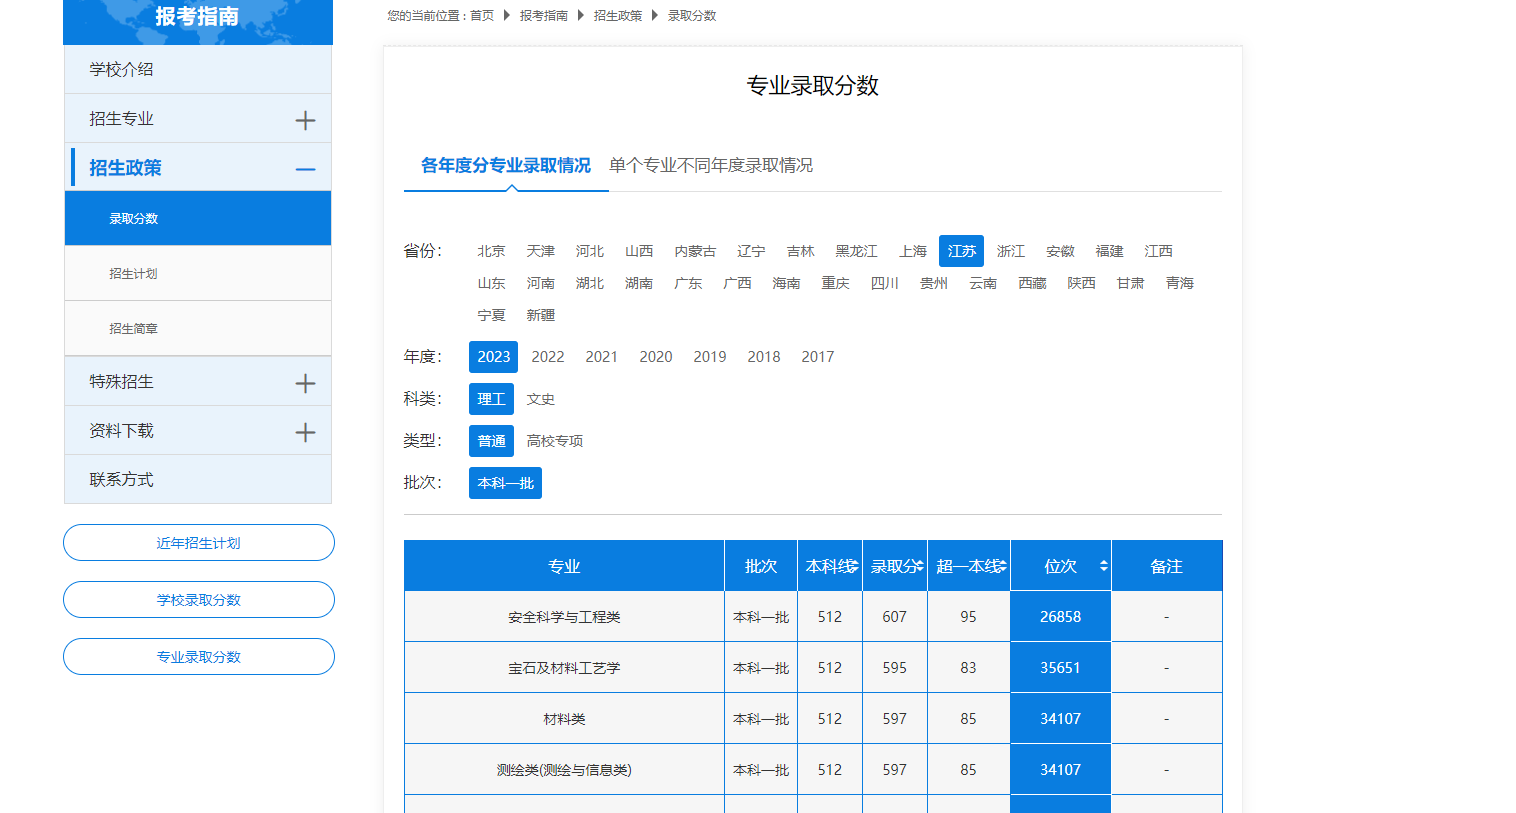 报考指南
学校介绍
招生专业
招生政策
录取分数
招生计划
招生简章
特殊招生
资料下载
联系方式
近年招生计划
学校录取分数
专业录取分数
您的当前位置：首页 报考指南 招生政策 录取分数
专业录取分数
各年度分专业录取情况 单个专业不同年度录取情况
省份： 北京 天津 河北 山西 内蒙古 辽宁 吉林 黑龙江 上海 江苏 浙江 安徽 福建 江西
山东 河南 湖北 湖南 广东 广西 海南 重庆 四川 贵州 云南 西藏 陕西 甘肃 青海
宁夏 新疆
年度： 2023 2022 2021 2020 2019 2018 2017
科类： 理工 文史
类型： 普通 高校专项
批次： 本科一批
专业 批次 本科线 录取分 超一本线 位次 备注
安全科学与工程类 本科一批 512 607 95 26858 -
宝石及材料工艺学 本科一批 512 595 83 35651 -
材料类 本科一批 512 597 85 34107 -
测绘类(测绘与信息类) 本科一批 512 597 85 34107 -